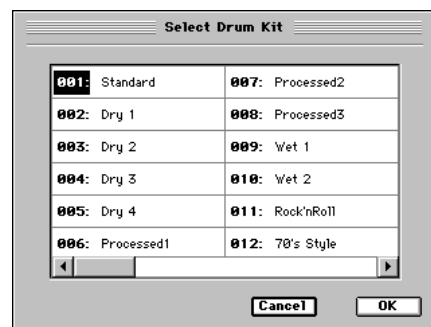 Select Drum Kit
001: Standard
002: Dry 1
003: Dry 2
004: Dry 3
005: Dry 4
006: Processed1
007: Processed2
008: Processed3
009: Wet 1
010: Wet 2
011: Rock'nRoll
012: 70's Style
Cancel
OK